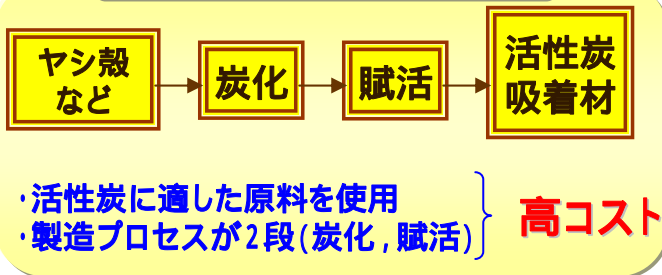 ヤシ殻
など
炭化
賦活
活性炭
吸着材
・活性炭に適した原料を使用
・製造プロセスが2段(炭化,賦活)
高コスト